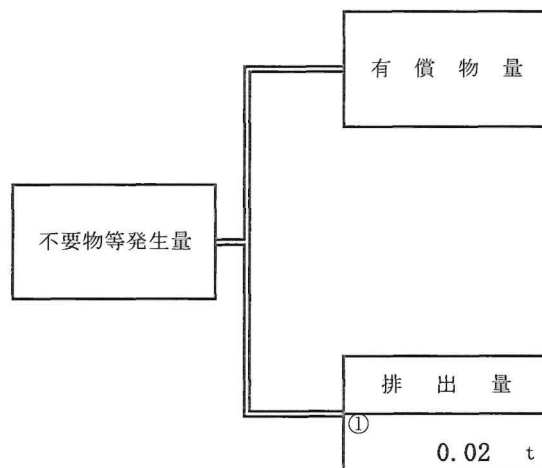 有償物量
不要物等発生量
排出量
①
0.02 t